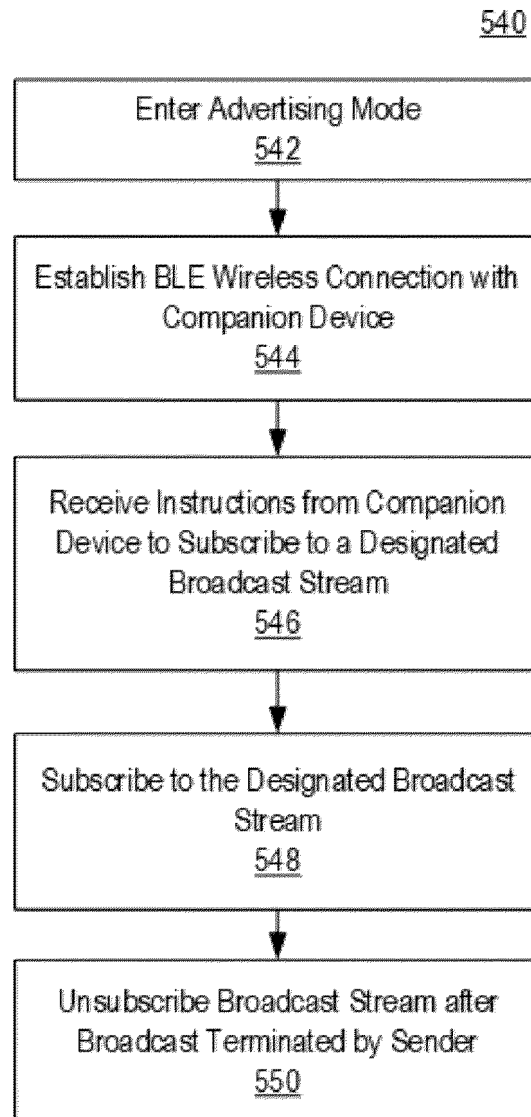 540
Enter Advertising Mode
542
Establish BLE Wireless Connection with
Companion Device
544
Receive Instructions from Companion
Device to Subscribe to a Designated
Broadcast Stream
546
Subscribe to the Designated Broadcast
Stream
548
Unsubscribe Broadcast Stream after
Broadcast Terminated by Sender
550